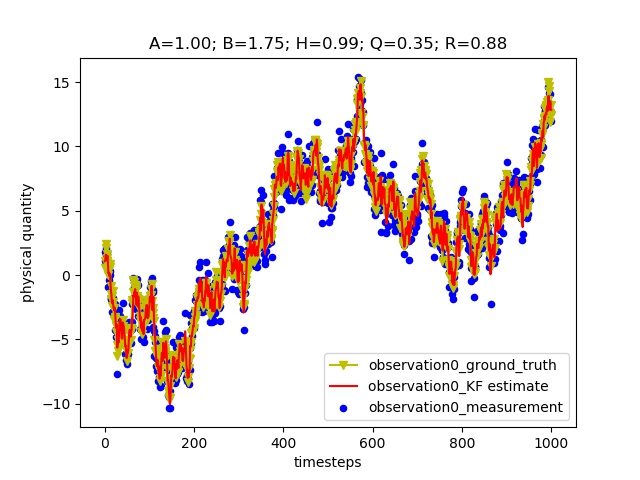 A=1.00; B=1.75; H=0.99; Q=0.35; R=0.88
physical quantity
15
10
5
0
−5
−10
observation0_ground_truth
observation0_KF estimate
observation0_measurement
0 200 400 600 800 1000
timesteps